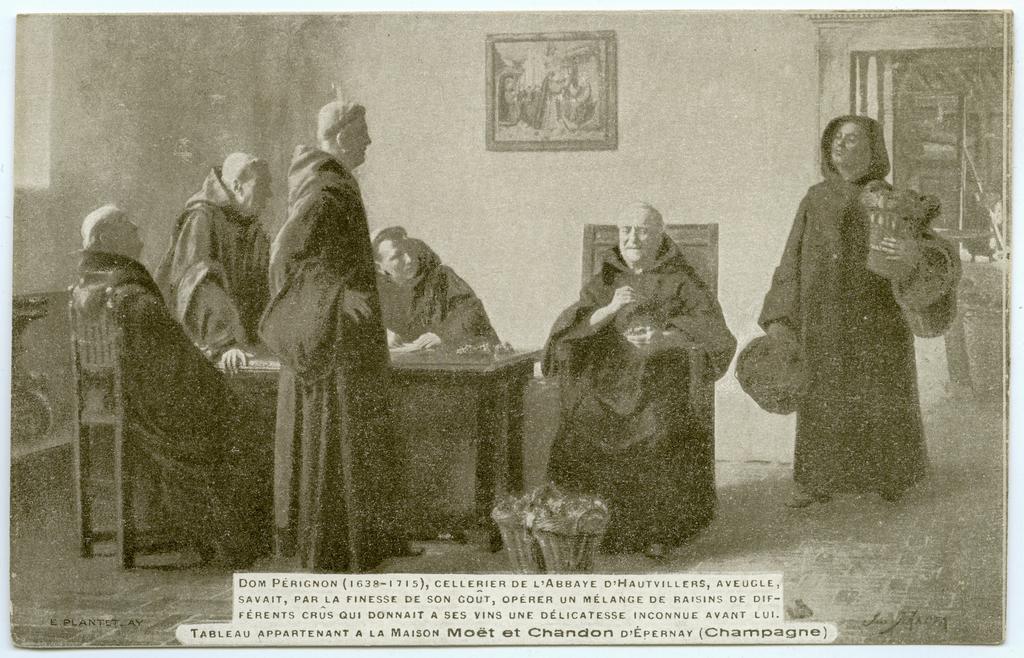 DOM PÉRIGNON (1638-1715), CELLERIER DE L'ABBAYE D'HAUTVILLERS, AVEUGLE,
SAVAIT, PAR LA FINESSE DE SON GOÛT, OPÉRER UN MÉLANGE DE RAISINS DE DIF-
FÉRENTS CRÛS QUI DONNAIT A SES VINS UNE DÉLICATESSE INCONNUE AVANT LUI.
TABLEAU APPARTENANT A LA MAISON Moët et Chandon D'ÉPERNAY (Champagne)
E. PLANTET, AY